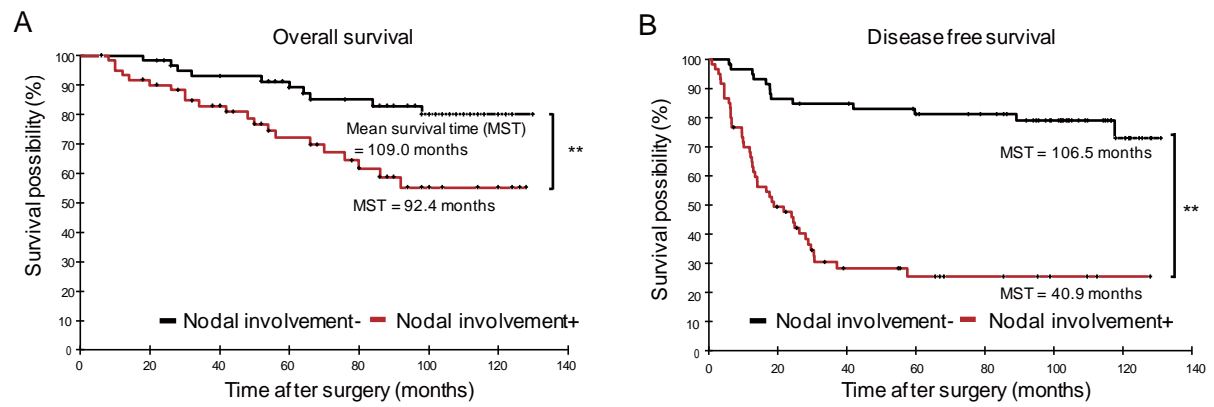 A
Overall survival
Survival possibility (%)
100
90
80
70
60
50
40
30
20
10
0
Mean survival time (MST)
= 109.0 months
**
MST = 92.4 months
Nodal involvement- Nodal involvement+
0 20 40 60 80 100 120 140
Time after surgery (months)
B
Disease free survival
Survival possibility (%)
100
90
80
70
60
50
40
30
20
10
0
MST = 106.5 months
**
MST = 40.9 months
Nodal involvement- Nodal involvement+
0 20 40 60 80 100 120 140
Time after surgery (months)